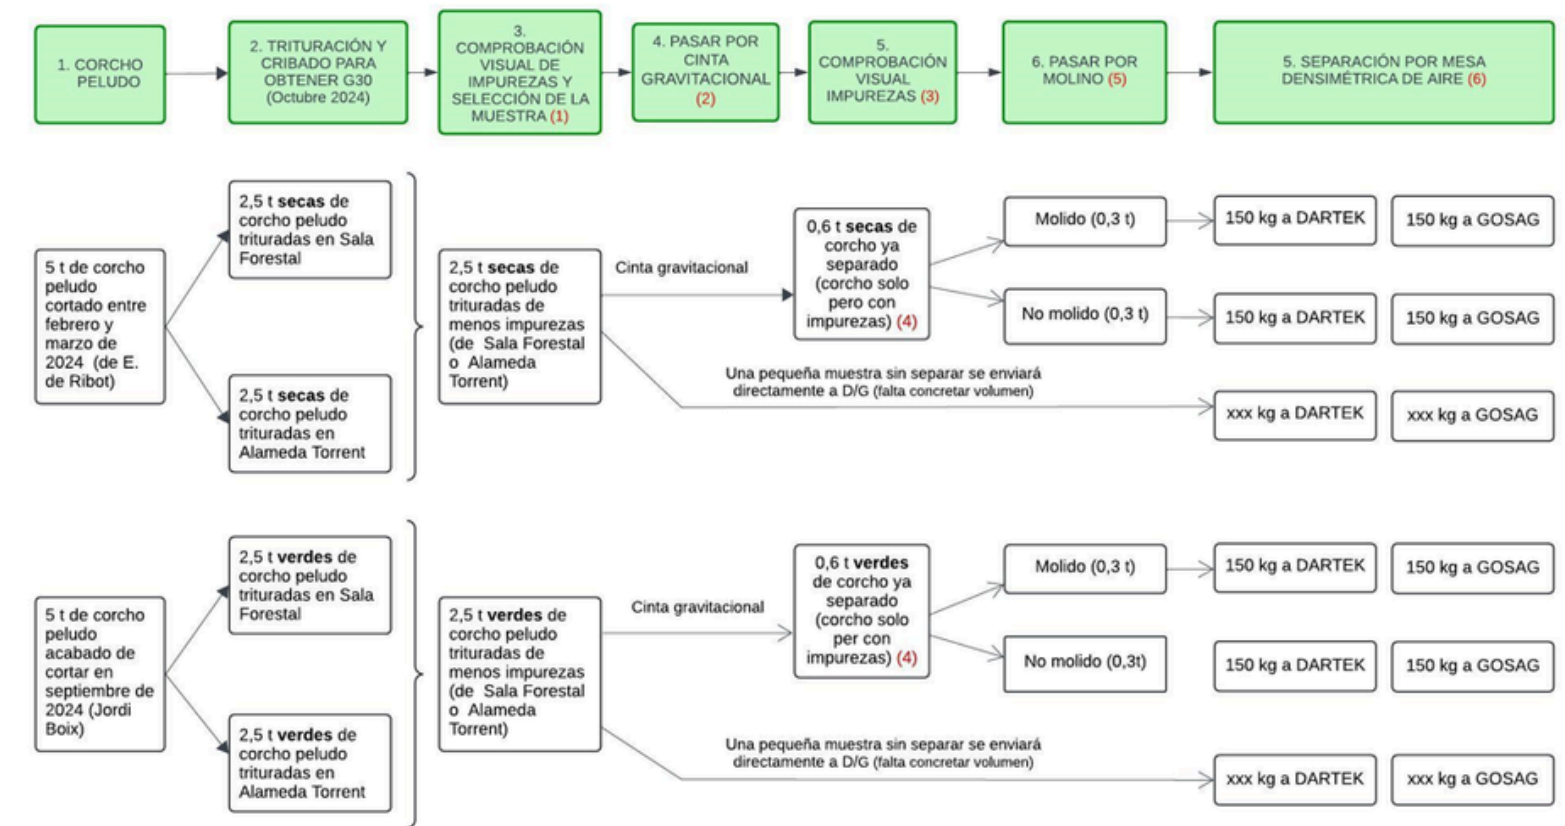 1. CORCHO
PELUDO
2. TRITURACIÓN Y
CRIBADO PARA
OBTENER G30
(Octubre 2024)
3.
COMPROBACIÓN
VISUAL DE
IMPUREZAS Y
SELECCIÓN DE LA
MUESTRA (1)
4. PASAR POR
CINTA
GRAVITACIONAL
(2)
5.
COMPROBACIÓN
VISUAL
IMPUREZAS (3)
6. PASAR POR
MOLINO (5)
5. SEPARACIÓN POR MESA
DENSIMÉTRICA DE AIRE (6)
5 t de corcho
peludo
cortado entre
febrero y
marzo de
2024 (de E.
de Ribot)
2,5 t secas de
corcho peludo
trituradas en Sala
Forestal
2,5 t secas de
corcho peludo
trituradas en
Alameda Torrent
2,5 t secas de
corcho peludo
trituradas de
menos impurezas
(de Sala Forestal
o Alameda
Torrent)
Cinta gravitacional
0,6 t secas de
corcho ya
separado
(corcho solo
pero con
impurezas) (4)
Molido (0,3 t)
150 kg a DARTEK
150 kg a GOSAG
No molido (0,3 t)
150 kg a DARTEK
150 kg a GOSAG
Una pequeña muestra sin separar se enviará
directamente a D/G (falta concretar volumen)
xxx kg a DARTEK
xxx kg a GOSAG
5 t de corcho
peludo
acabado de
cortar en
septiembre de
2024 (Jordi
Boix)
2,5 t verdes de
corcho peludo
trituradas en Sala
Forestal
2,5 t verdes de
corcho peludo
trituradas en
Alameda Torrent
2,5 t verdes de
corcho peludo
trituradas de
menos impurezas
(de Sala Forestal
o Alameda
Torrent)
Cinta gravitacional
0,6 t verdes
de corcho ya
separado
(corcho solo
per con
impurezas) (4)
Molido (0,3 t)
150 kg a DARTEK
150 kg a GOSAG
No molido (0,3t)
150 kg a DARTEK
150 kg a GOSAG
Una pequeña muestra sin separar se enviará
directamente a D/G (falta concretar volumen)
xxx kg a DARTEK
xxx kg a GOSAG